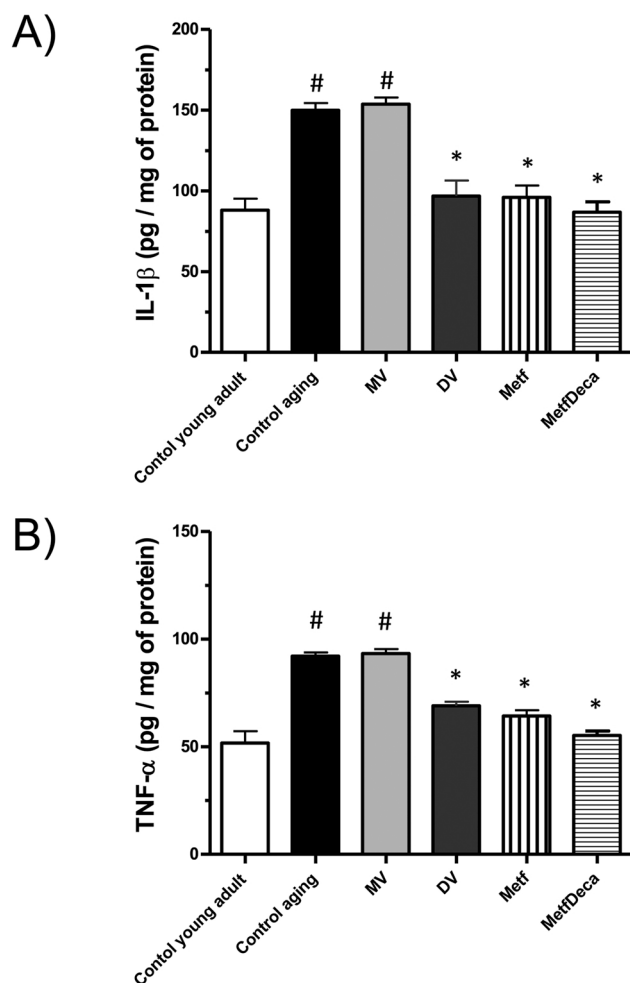 A)
IL-1β (pg / mg of protein)
200
150
100
50
0
#
#
*
*
*
Contol young adult
Control aging
MV
DV
Metf
MetfDeca
B)
TNF-α (pg / mg of protein)
150
100
50
0
#
#
*
*
*
Contol young adult
Control aging
MV
DV
Metf
MetfDeca